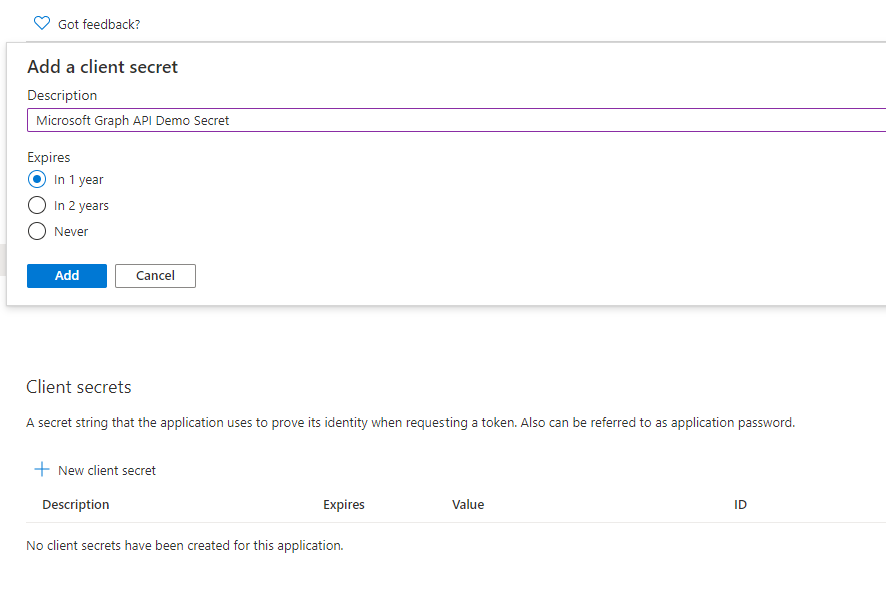 Got feedback?
Add a client secret
Description
Microsoft Graph API Demo Secret
Expires
In 1 year
In 2 years
Never
Add Cancel
Client secrets
A secret string that the application uses to prove its identity when requesting a token. Also can be referred to as application password.
New client secret
Description Expires Value ID
No client secrets have been created for this application.